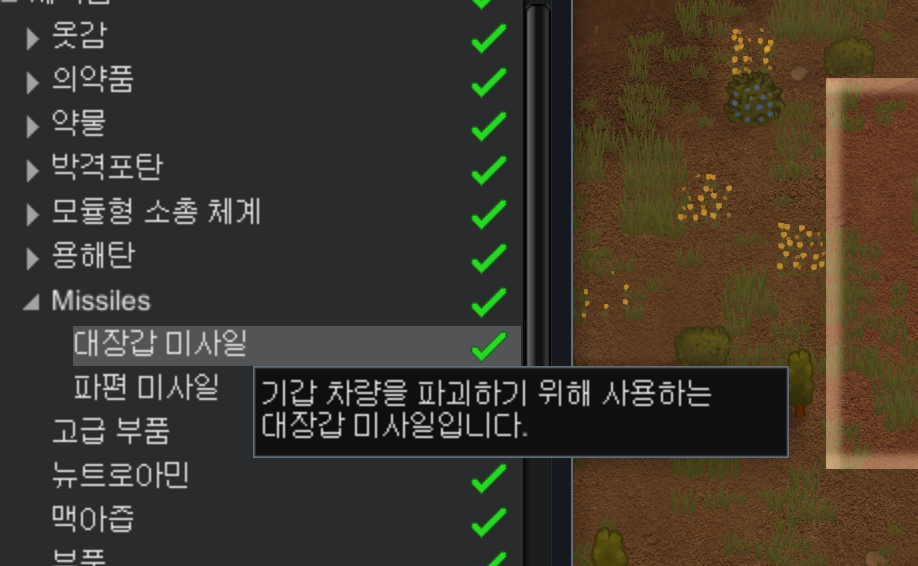 옷감
의약품
약물
박격포탄
모듈형 소총 체계
용해탄
Missiles
대장갑 미사일
파편 미사일
기갑 차량을 파괴하기 위해 사용하는
대장갑 미사일입니다.
고급 부품
뉴트로아민
맥아즙
부품